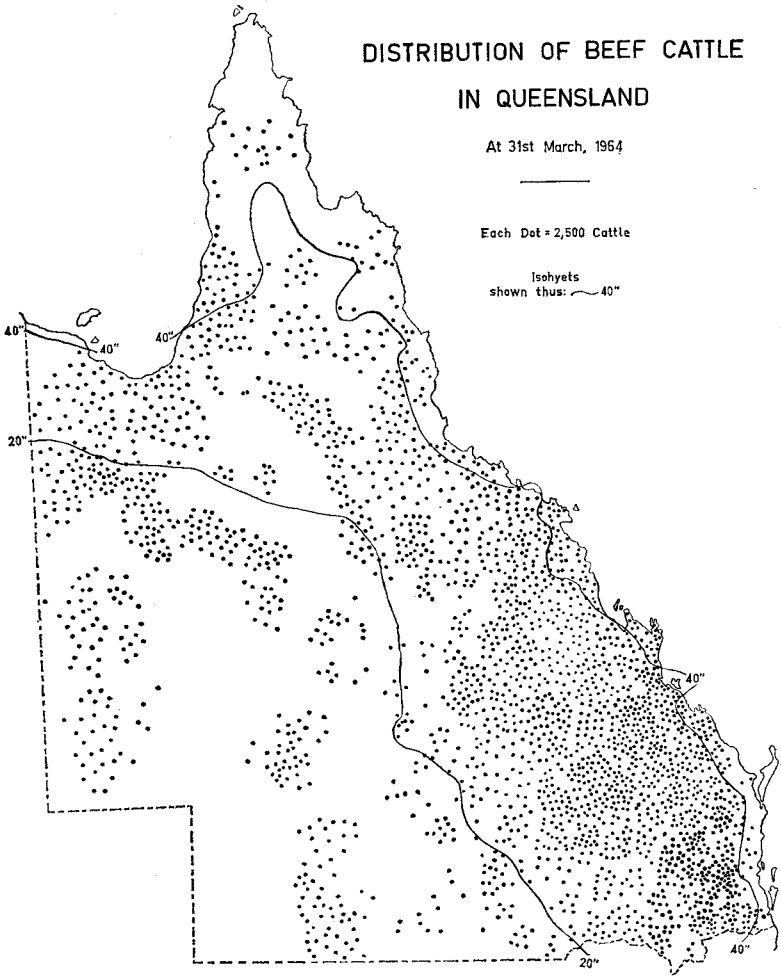 DISTRIBUTION OF BEEF CATTLE
IN QUEENSLAND
At 31st March, 1964
Each Dot = 2,500 Cattle
Isohyets
shown thus: 40"
40"
40"
40"
20"
40"
20"
40"